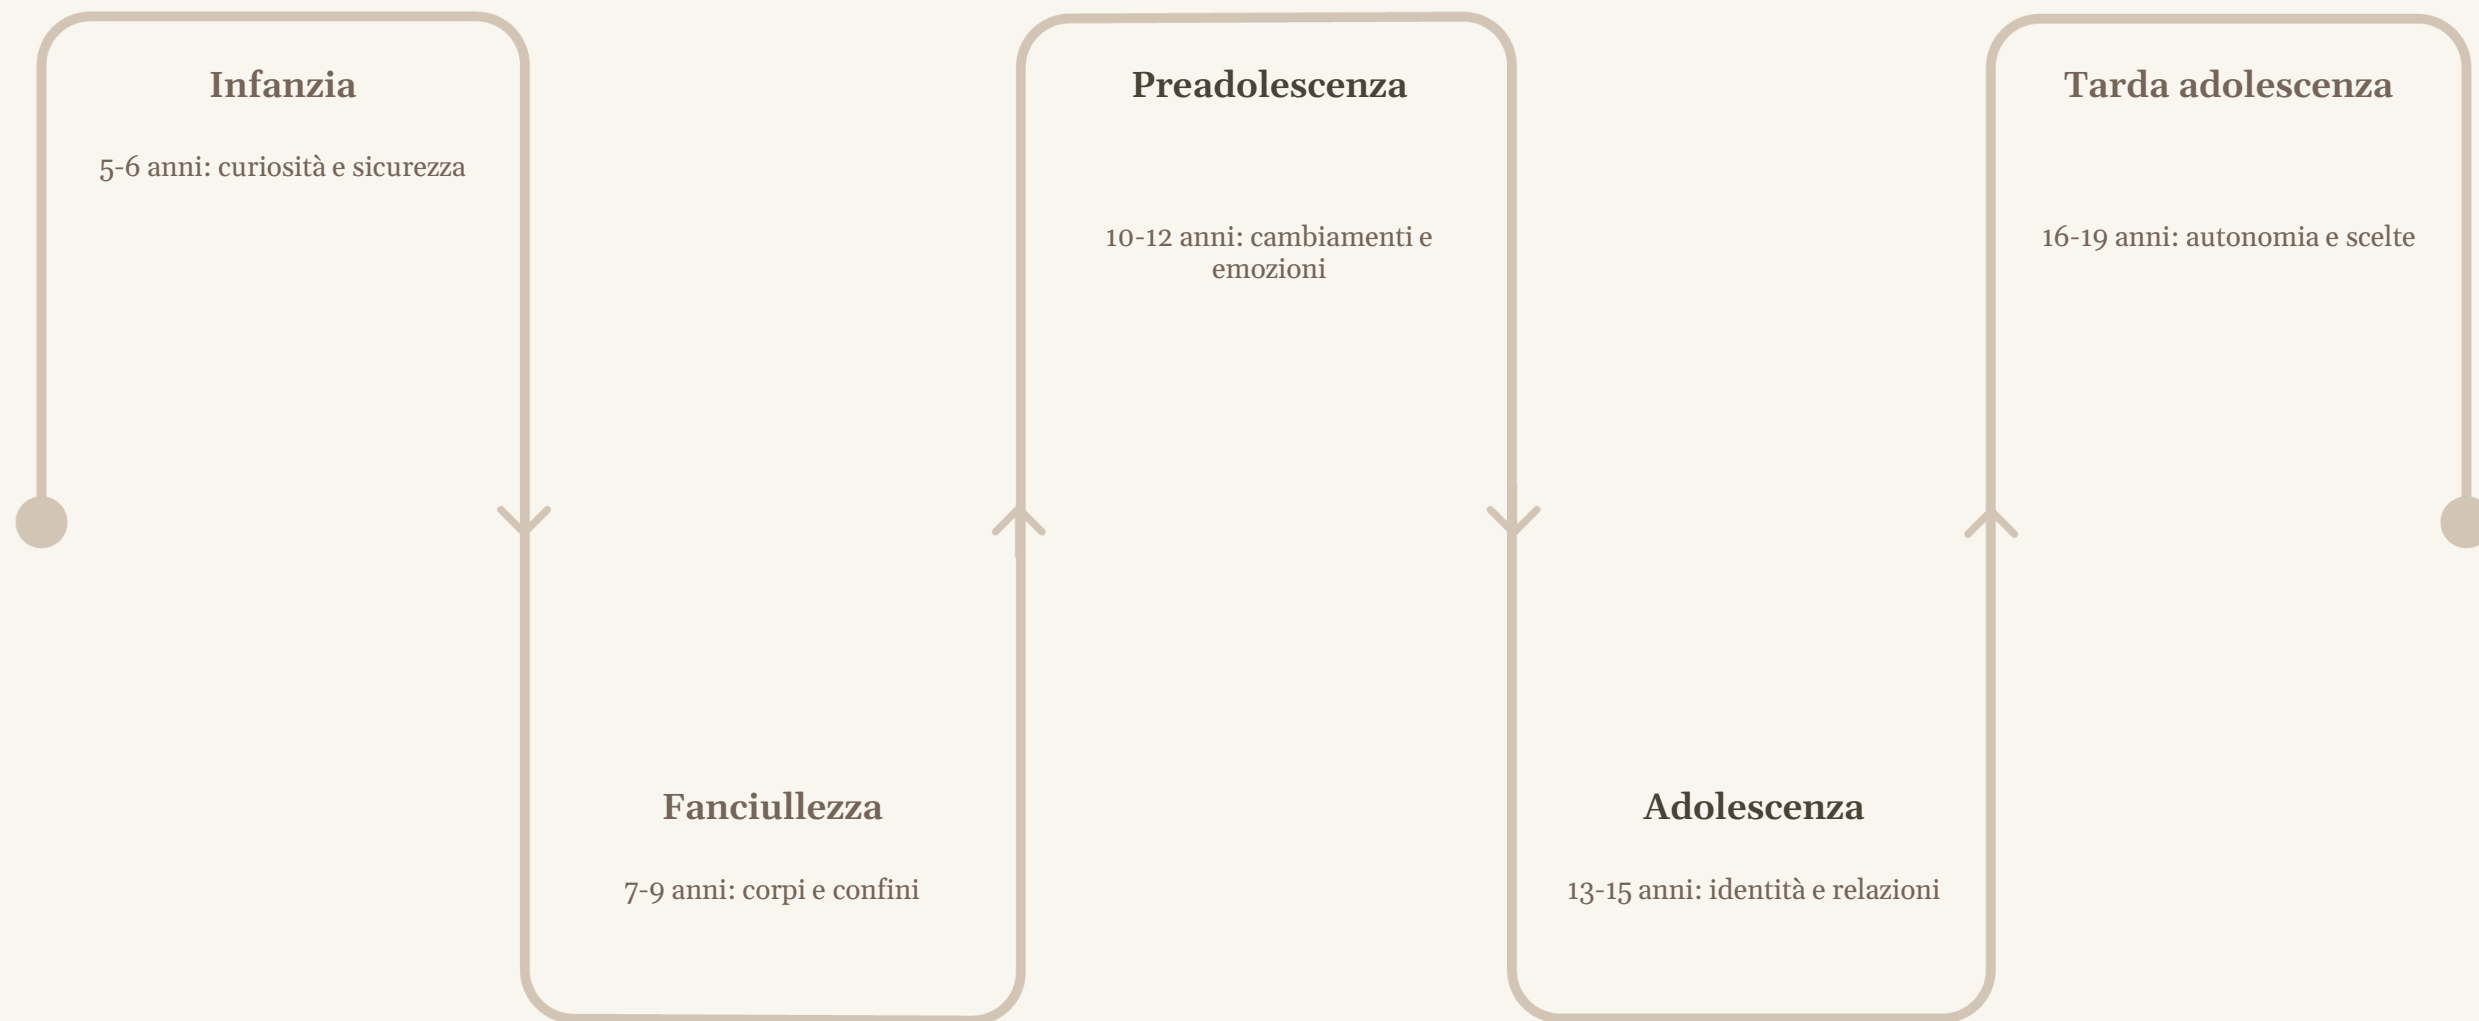 Infanzia
5-6 anni: curiosità e sicurezza
Fanciullezza
7-9 anni: corpi e confini
Preadolescenza
10-12 anni: cambiamenti e
emozioni
Adolescenza
13-15 anni: identità e relazioni
Tarda adolescenza
16-19 anni: autonomia e scelte